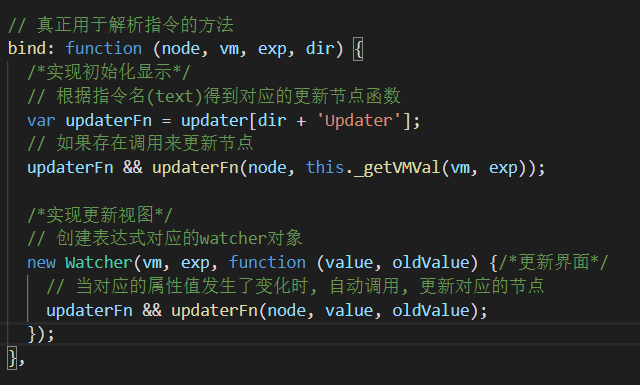 // 真正用于解析指令的方法
bind: function (node, vm, exp, dir) {
/*实现初始化显示*/
// 根据指令名(text)得到对应的更新节点函数
var updaterFn = updater[dir + 'Updater'];
// 如果存在调用来更新节点
updaterFn && updaterFn(node, this._getVMVal(vm, exp));
/*实现更新视图*/
// 创建表达式对应的watcher对象
new Watcher(vm, exp, function (value, oldValue) {/*更新界面*/
// 当对应的属性值发生了变化时, 自动调用, 更新对应的节点
updaterFn && updaterFn(node, value, oldValue);
});
},